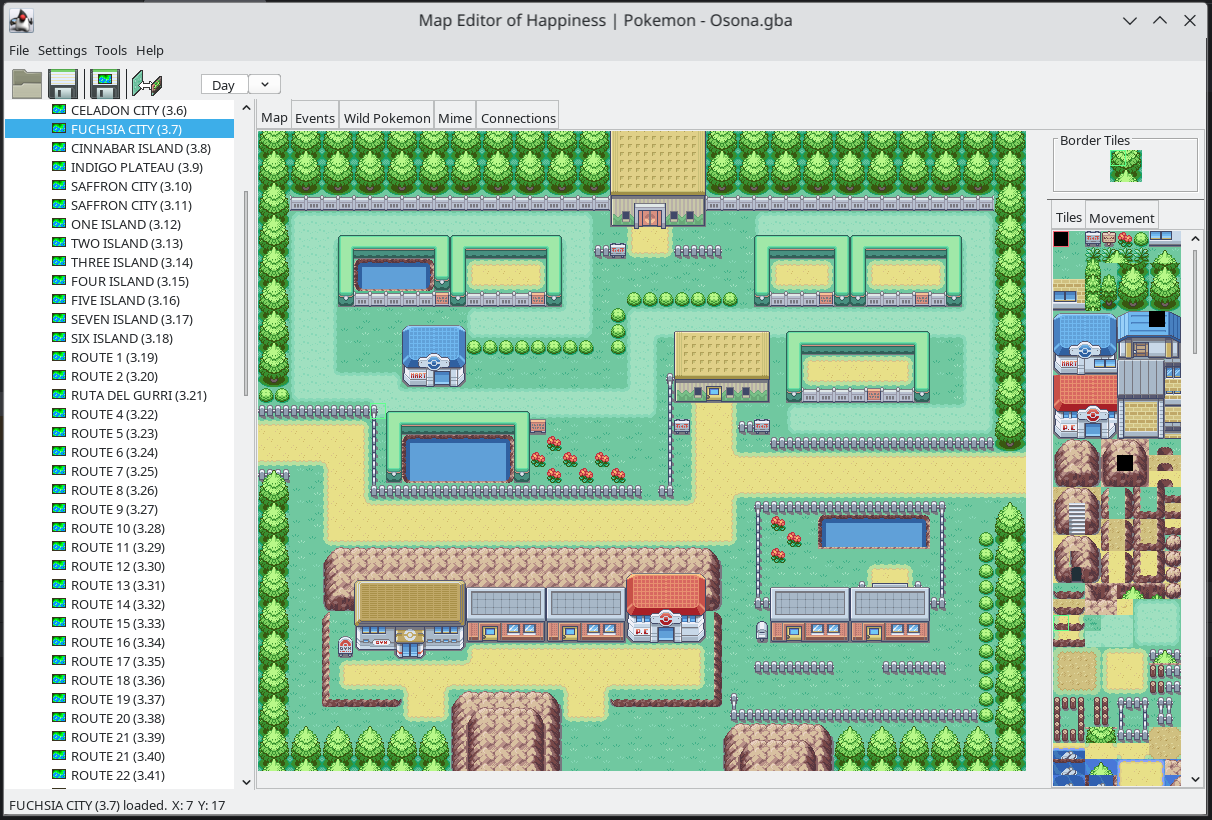 Map Editor of Happiness | Pokemon - Osona.gba
File Settings Tools Help
Day
CELADON CITY (3.6)
FUCHSIA CITY (3.7)
CINNABAR ISLAND (3.8)
INDIGO PLATEAU (3.9)
SAFFRON CITY (3.10)
SAFFRON CITY (3.11)
ONE ISLAND (3.12)
TWO ISLAND (3.13)
THREE ISLAND (3.14)
FOUR ISLAND (3.15)
FIVE ISLAND (3.16)
SEVEN ISLAND (3.17)
SIX ISLAND (3.18)
ROUTE 1 (3.19)
ROUTE 2 (3.20)
RUTA DEL GURRI (3.21)
ROUTE 4 (3.22)
ROUTE 5 (3.23)
ROUTE 6 (3.24)
ROUTE 7 (3.25)
ROUTE 8 (3.26)
ROUTE 9 (3.27)
ROUTE 10 (3.28)
ROUTE 11 (3.29)
ROUTE 12 (3.30)
ROUTE 13 (3.31)
ROUTE 14 (3.32)
ROUTE 15 (3.33)
ROUTE 16 (3.34)
ROUTE 17 (3.35)
ROUTE 18 (3.36)
ROUTE 19 (3.37)
ROUTE 20 (3.38)
ROUTE 21 (3.39)
ROUTE 21 (3.40)
ROUTE 22 (3.41)
Map Events Wild Pokemon Mime Connections
MART
GYM
P.C
Border Tiles
Tiles Movement
MART
P.C
FUCHSIA CITY (3.7) loaded. X: 7 Y: 17